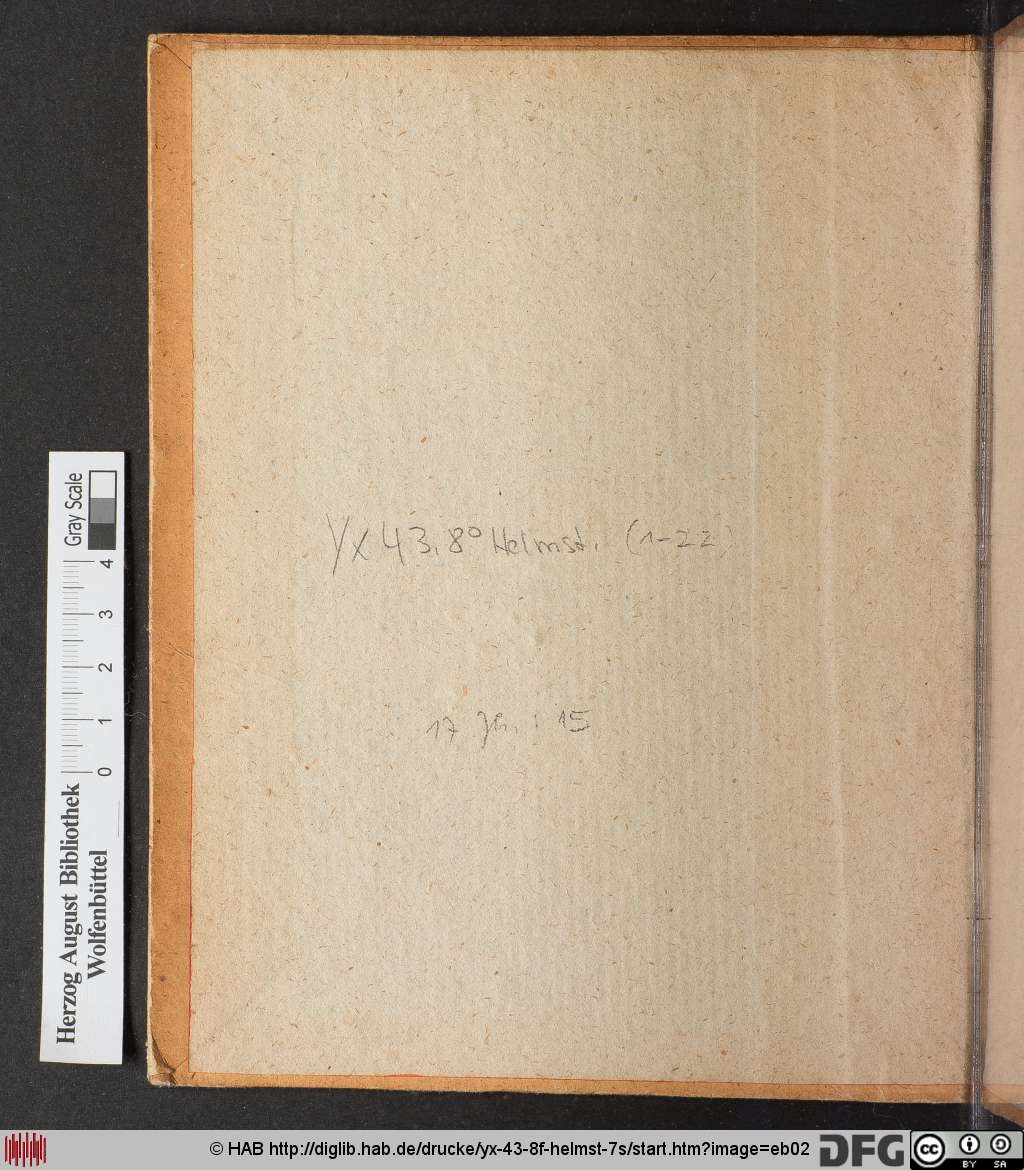 Yx 43. 8° Helmst. (1-22)
17 : 15
Gray Scale
0 1 2 3 4
Herzog August Bibliothek
Wolfenbüttel
© HAB http://diglib.hab.de/drucke/yx-43-8f-helmst-7s/start.htm?image=eb02
DFG
cc BY SA